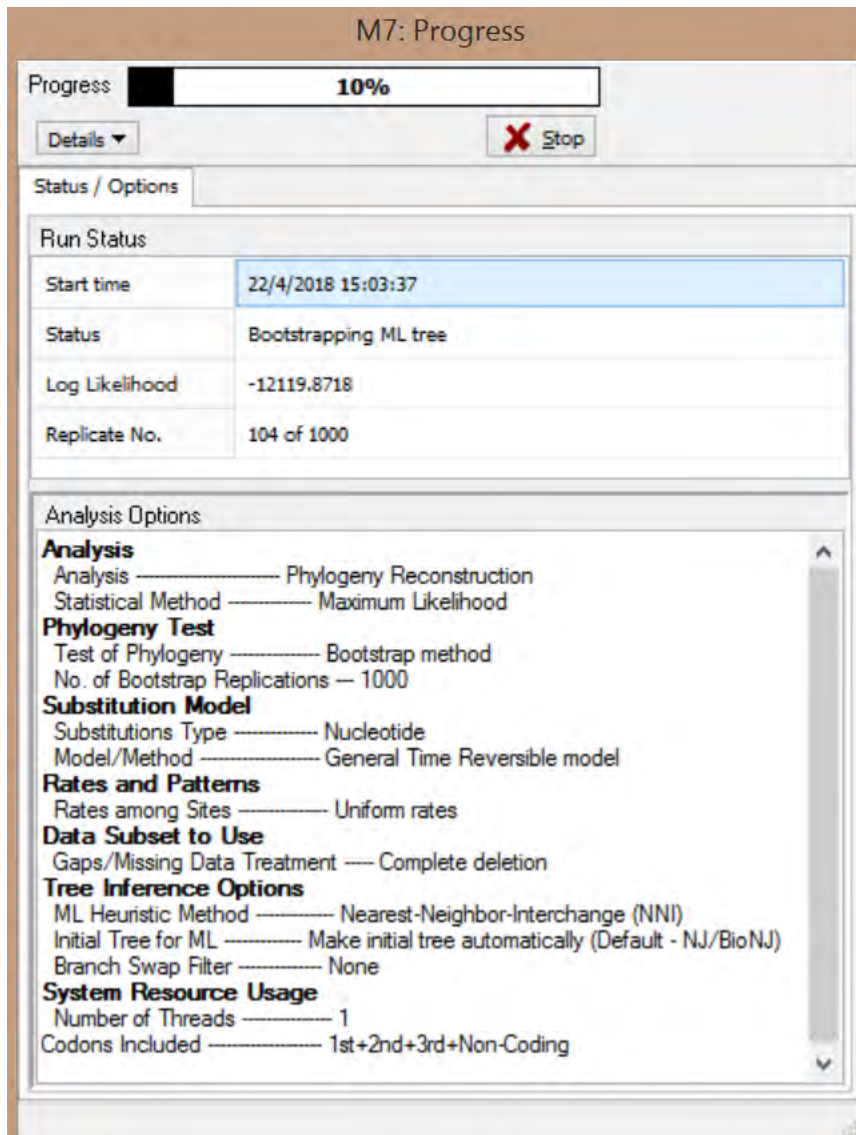 M7: Progress
Progress 10%
Details
Stop
Status / Options
Run Status
Start time 22/4/2018 15:03:37
Status Bootstrapping ML tree
Log Likelihood -12119.8718
Replicate No. 104 of 1000
Analysis Options
Analysis
Analysis ------------------------ Phylogeny Reconstruction
Statistical Method -------------- Maximum Likelihood
Phylogeny Test
Test of Phylogeny --------------- Bootstrap method
No. of Bootstrap Replications --- 1000
Substitution Model
Substitutions Type -------------- Nucleotide
Model/Method -------------------- General Time Reversible model
Rates and Patterns
Rates among Sites --------------- Uniform rates
Data Subset to Use
Gaps/Missing Data Treatment ----- Complete deletion
Tree Inference Options
ML Heuristic Method ------------- Nearest-Neighbor-Interchange (NNI)
Initial Tree for ML ------------- Make initial tree automatically (Default - NJ/BioNJ)
Branch Swap Filter ------------- None
System Resource Usage
Number of Threads --------------- 1
Codons Included ------------------- 1st+2nd+3rd+Non-Coding